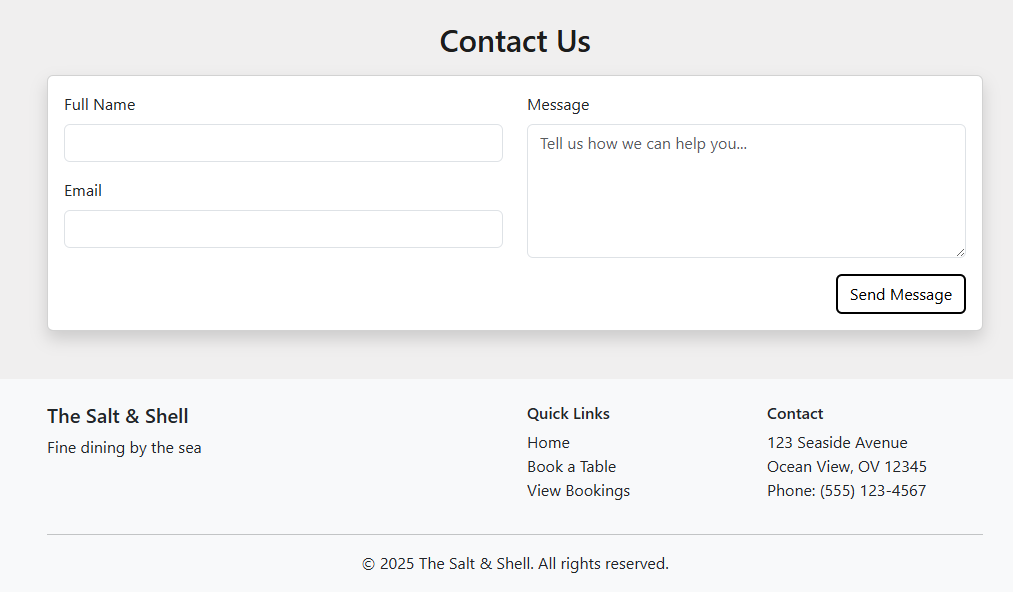 Contact Us
Full Name
Email
Message
Tell us how we can help you...
Send Message
The Salt & Shell
Fine dining by the sea
Quick Links
Home
Book a Table
View Bookings
Contact
123 Seaside Avenue
Ocean View, OV 12345
Phone: (555) 123-4567
© 2025 The Salt & Shell. All rights reserved.